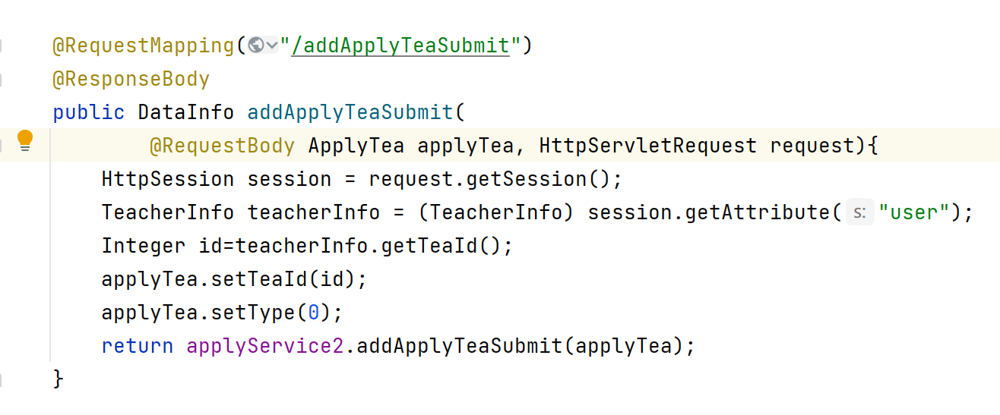 @RequestMapping("/addApplyTeaSubmit")
@ResponseBody
public DataInfo addApplyTeaSubmit(
@RequestBody ApplyTea applyTea, HttpServletRequest request){
HttpSession session = request.getSession();
TeacherInfo teacherInfo = (TeacherInfo) session.getAttribute( s: "user");
Integer id=teacherInfo.getTeaId();
applyTea.setTeaId(id);
applyTea.setType(0);
return applyService2.addApplyTeaSubmit(applyTea);
}